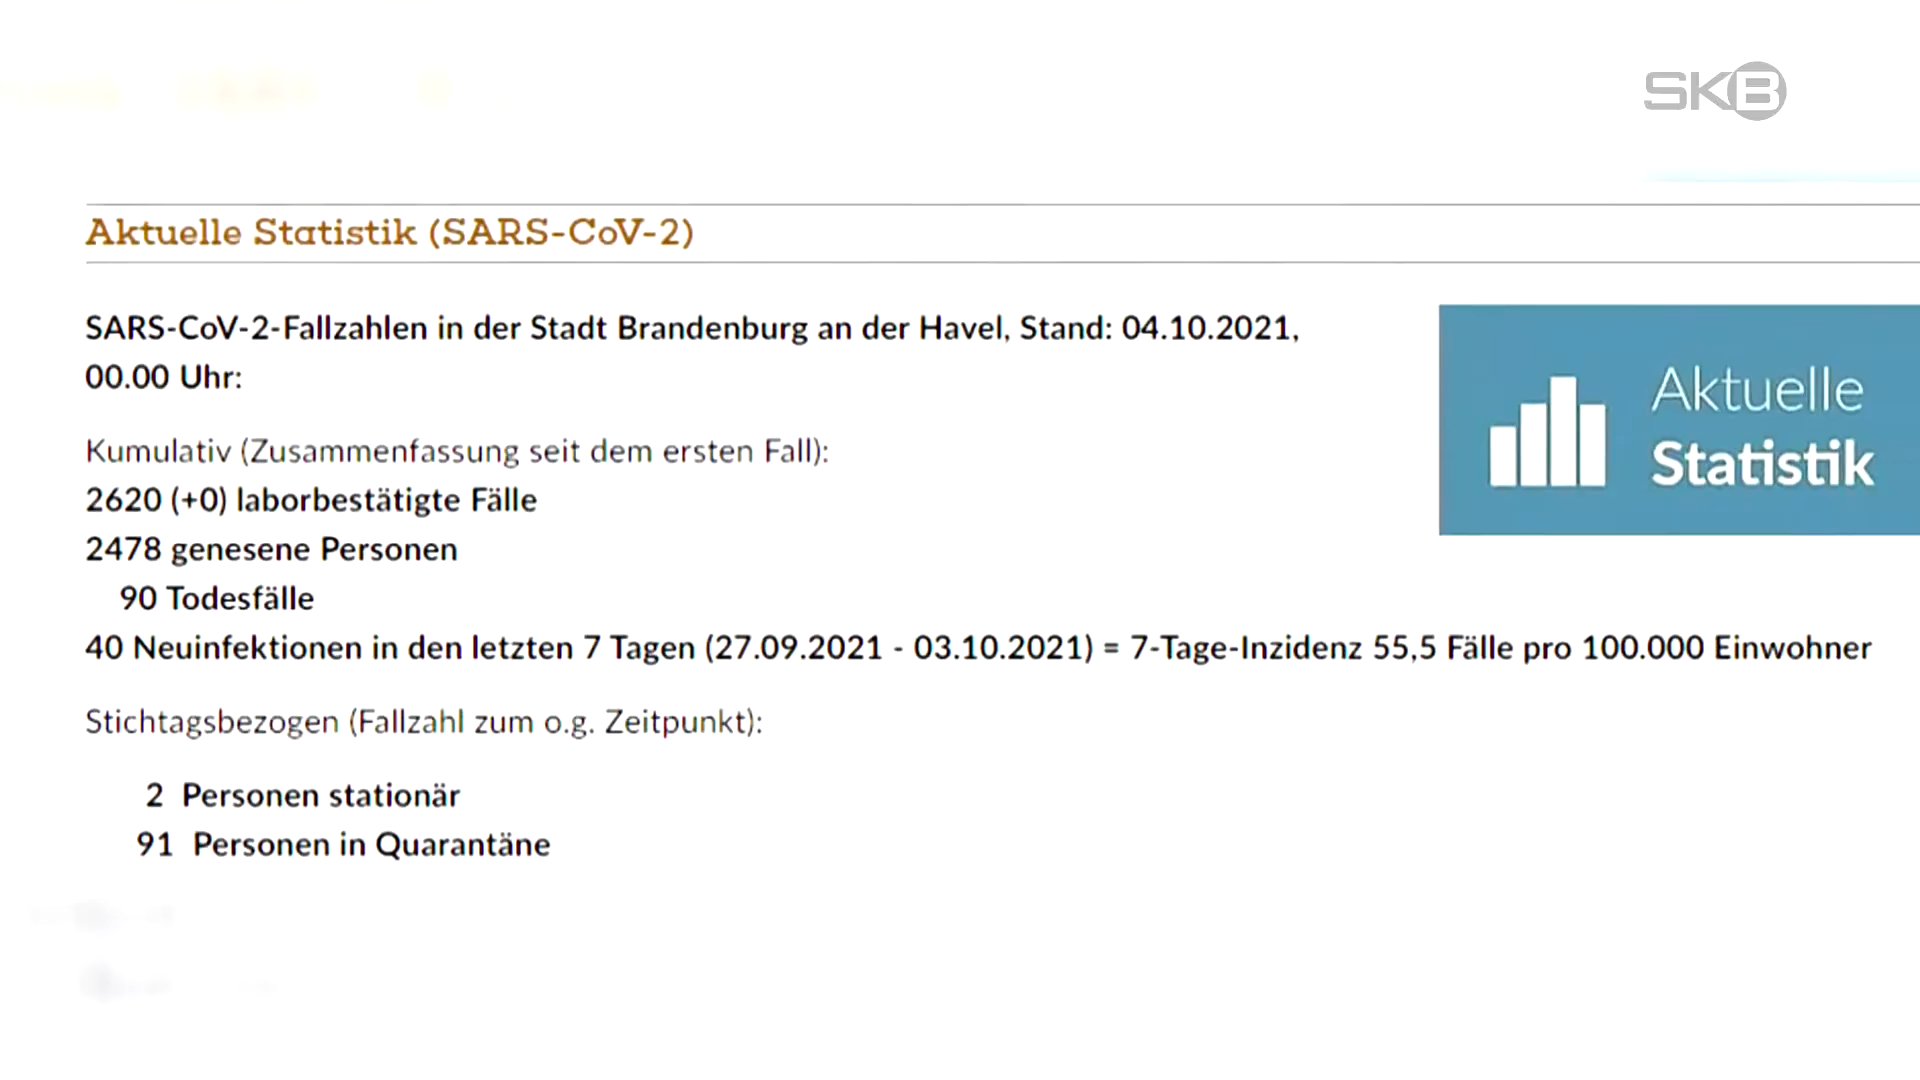 SKB
Aktuelle Statistik (SARS-CoV-2)
SARS-CoV-2-Fallzahlen in der Stadt Brandenburg an der Havel, Stand: 04.10.2021,
00.00 Uhr:
Aktuelle
Statistik
Kumulativ (Zusammenfassung seit dem ersten Fall):
2620 (+0) laborbestätigte Fälle
2478 genesene Personen
90 Todesfälle
40 Neuinfektionen in den letzten 7 Tagen (27.09.2021 - 03.10.2021) = 7-Tage-Inzidenz 55,5 Fälle pro 100.000 Einwohner
Stichtagsbezogen (Fallzahl zum o.g. Zeitpunkt):
2 Personen stationär
91 Personen in Quarantäne